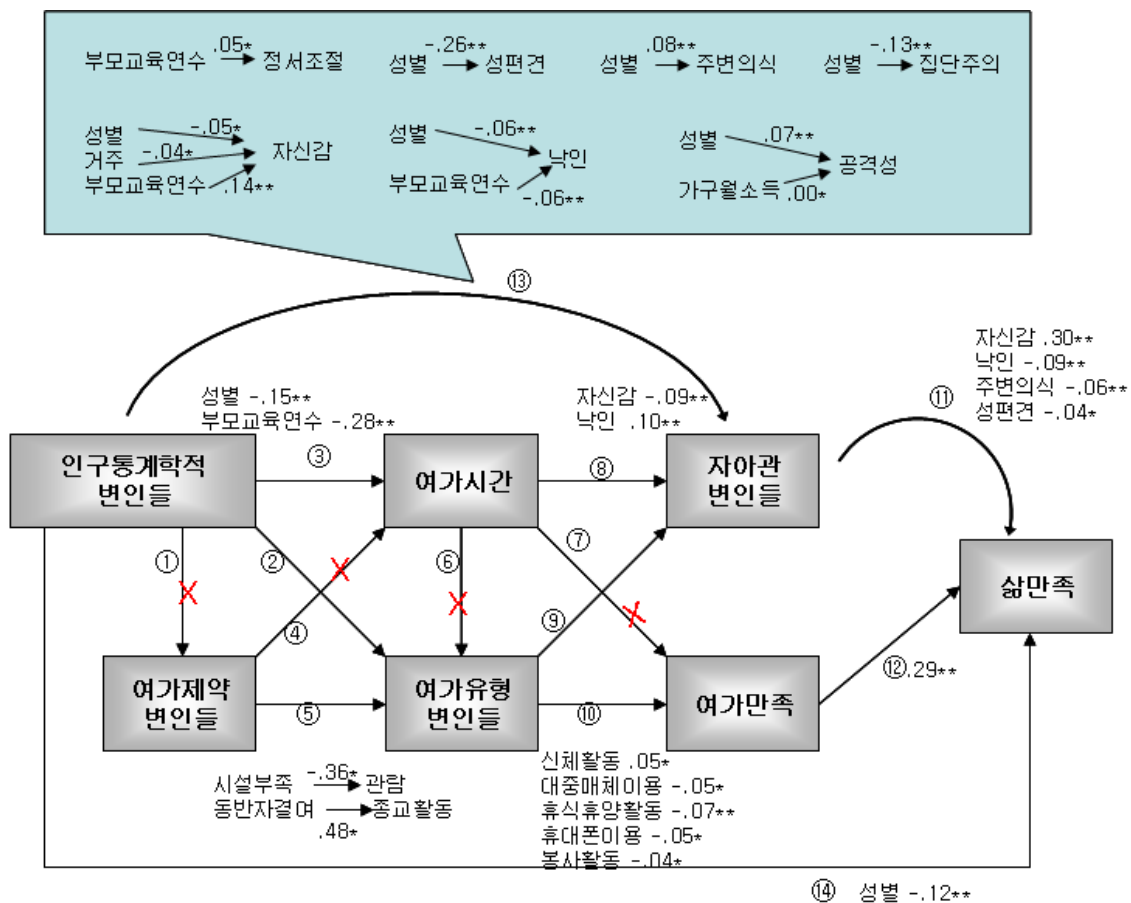 부모교육연수 .05* 정서조절
성별 -.26** 성편견
성별 .08** 주변의식
성별 -.13** 집단주의
성별 -.05*
거주 -.04* 자신감
부모교육연수 .14**
성별 -.06**
낙인
부모교육연수 -.06**
성별 .07**
공격성
가구월소득 .00*
⑬
자신감 .30**
낙인 -.09**
주변의식 -.06**
성편견 -.04*
⑪
성별 -.15**
부모교육연수 -.28**
③
자신감 -.09**
낙인 .10**
⑧
인구통계학적
변인들
여가시간
자아관
변인들
① X
②
④ X
⑥ X
⑦ X
⑨
삶만족
여가제약
변인들
⑤
여가유형
변인들
⑩
여가만족
⑫ .29**
시설부족 -.36* 관람
동반자결여 종교활동
.48*
신체활동 .05*
대중매체이용 -.05*
휴식휴양활동 -.07**
휴대폰이용 -.05*
봉사활동 -.04*
⑭ 성별 -.12**